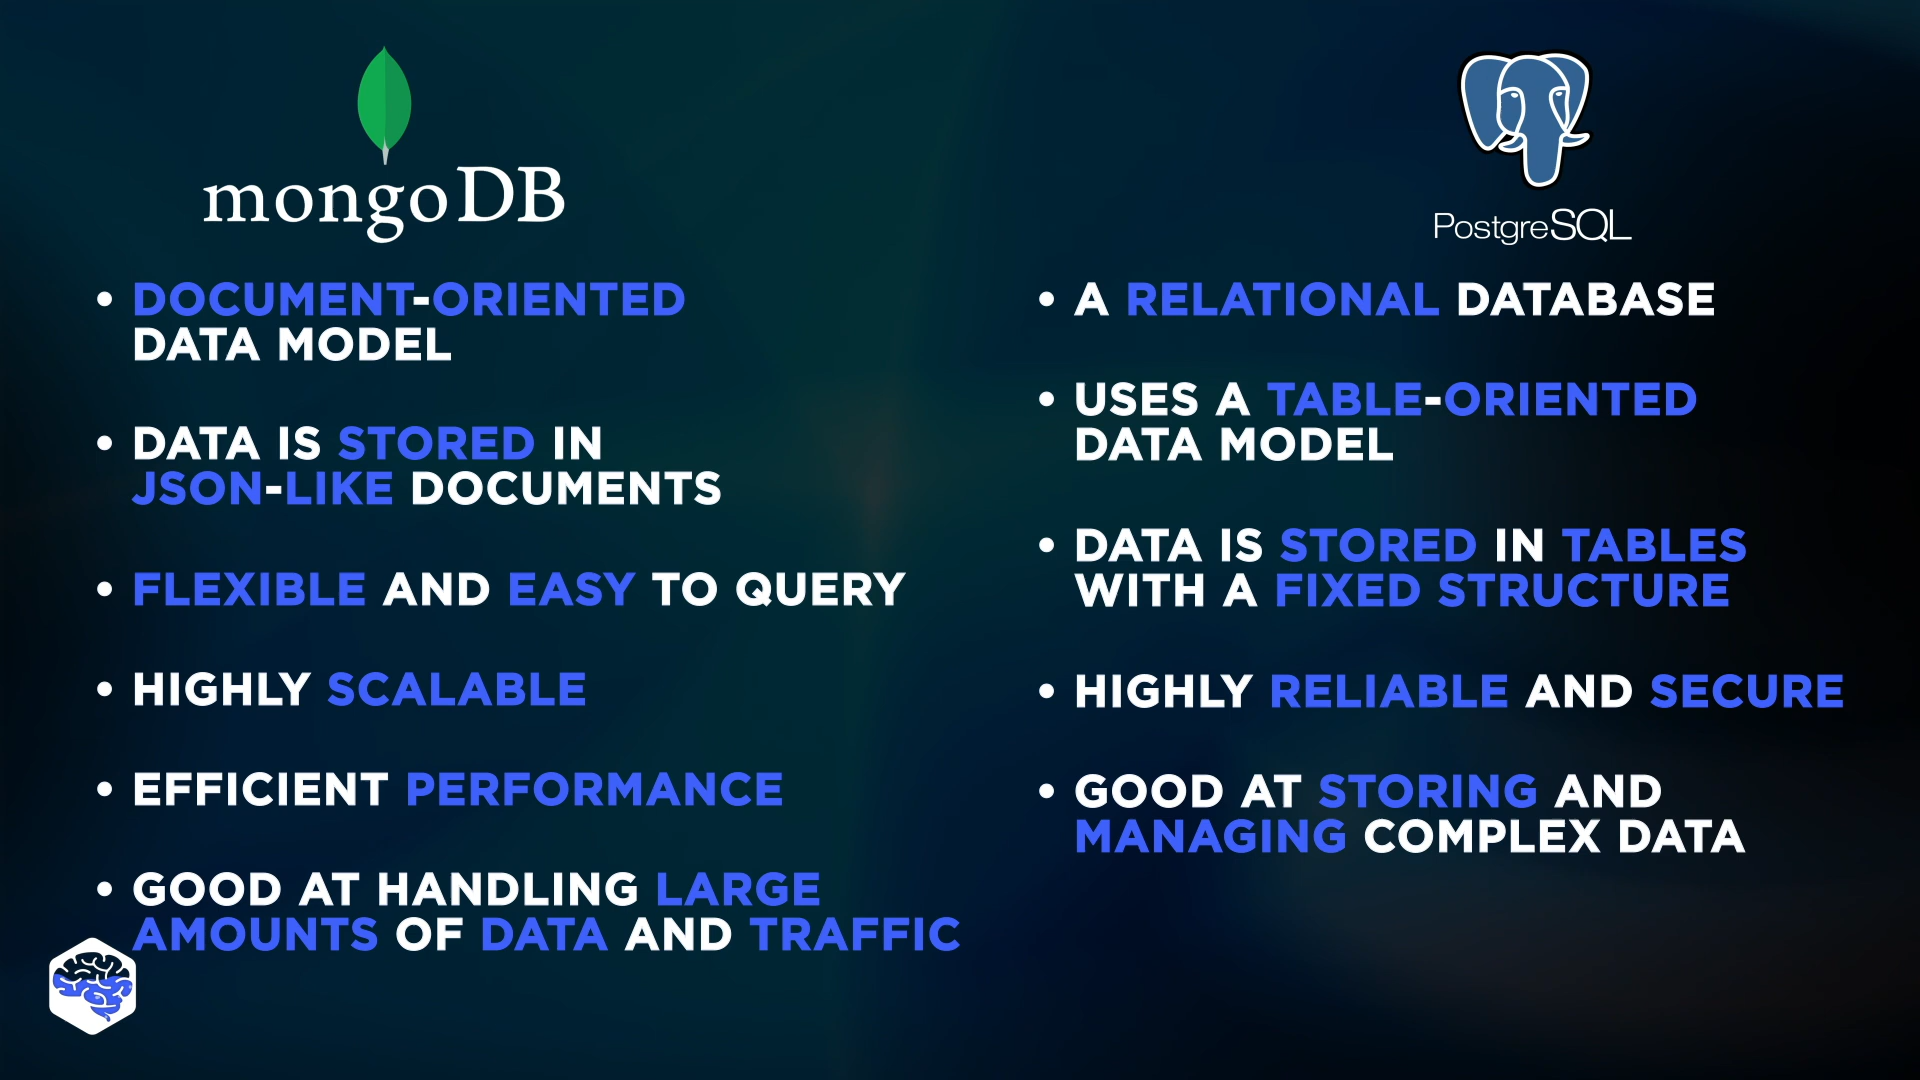 mongoDB
• DOCUMENT-ORIENTED
DATA MODEL
• DATA IS STORED IN
JSON-LIKE DOCUMENTS
• FLEXIBLE AND EASY TO QUERY
• HIGHLY SCALABLE
• EFFICIENT PERFORMANCE
• GOOD AT HANDLING LARGE
AMOUNTS OF DATA AND TRAFFIC
PostgreSQL
• A RELATIONAL DATABASE
• USES A TABLE-ORIENTED
DATA MODEL
• DATA IS STORED IN TABLES
WITH A FIXED STRUCTURE
• HIGHLY RELIABLE AND SECURE
• GOOD AT STORING AND
MANAGING COMPLEX DATA